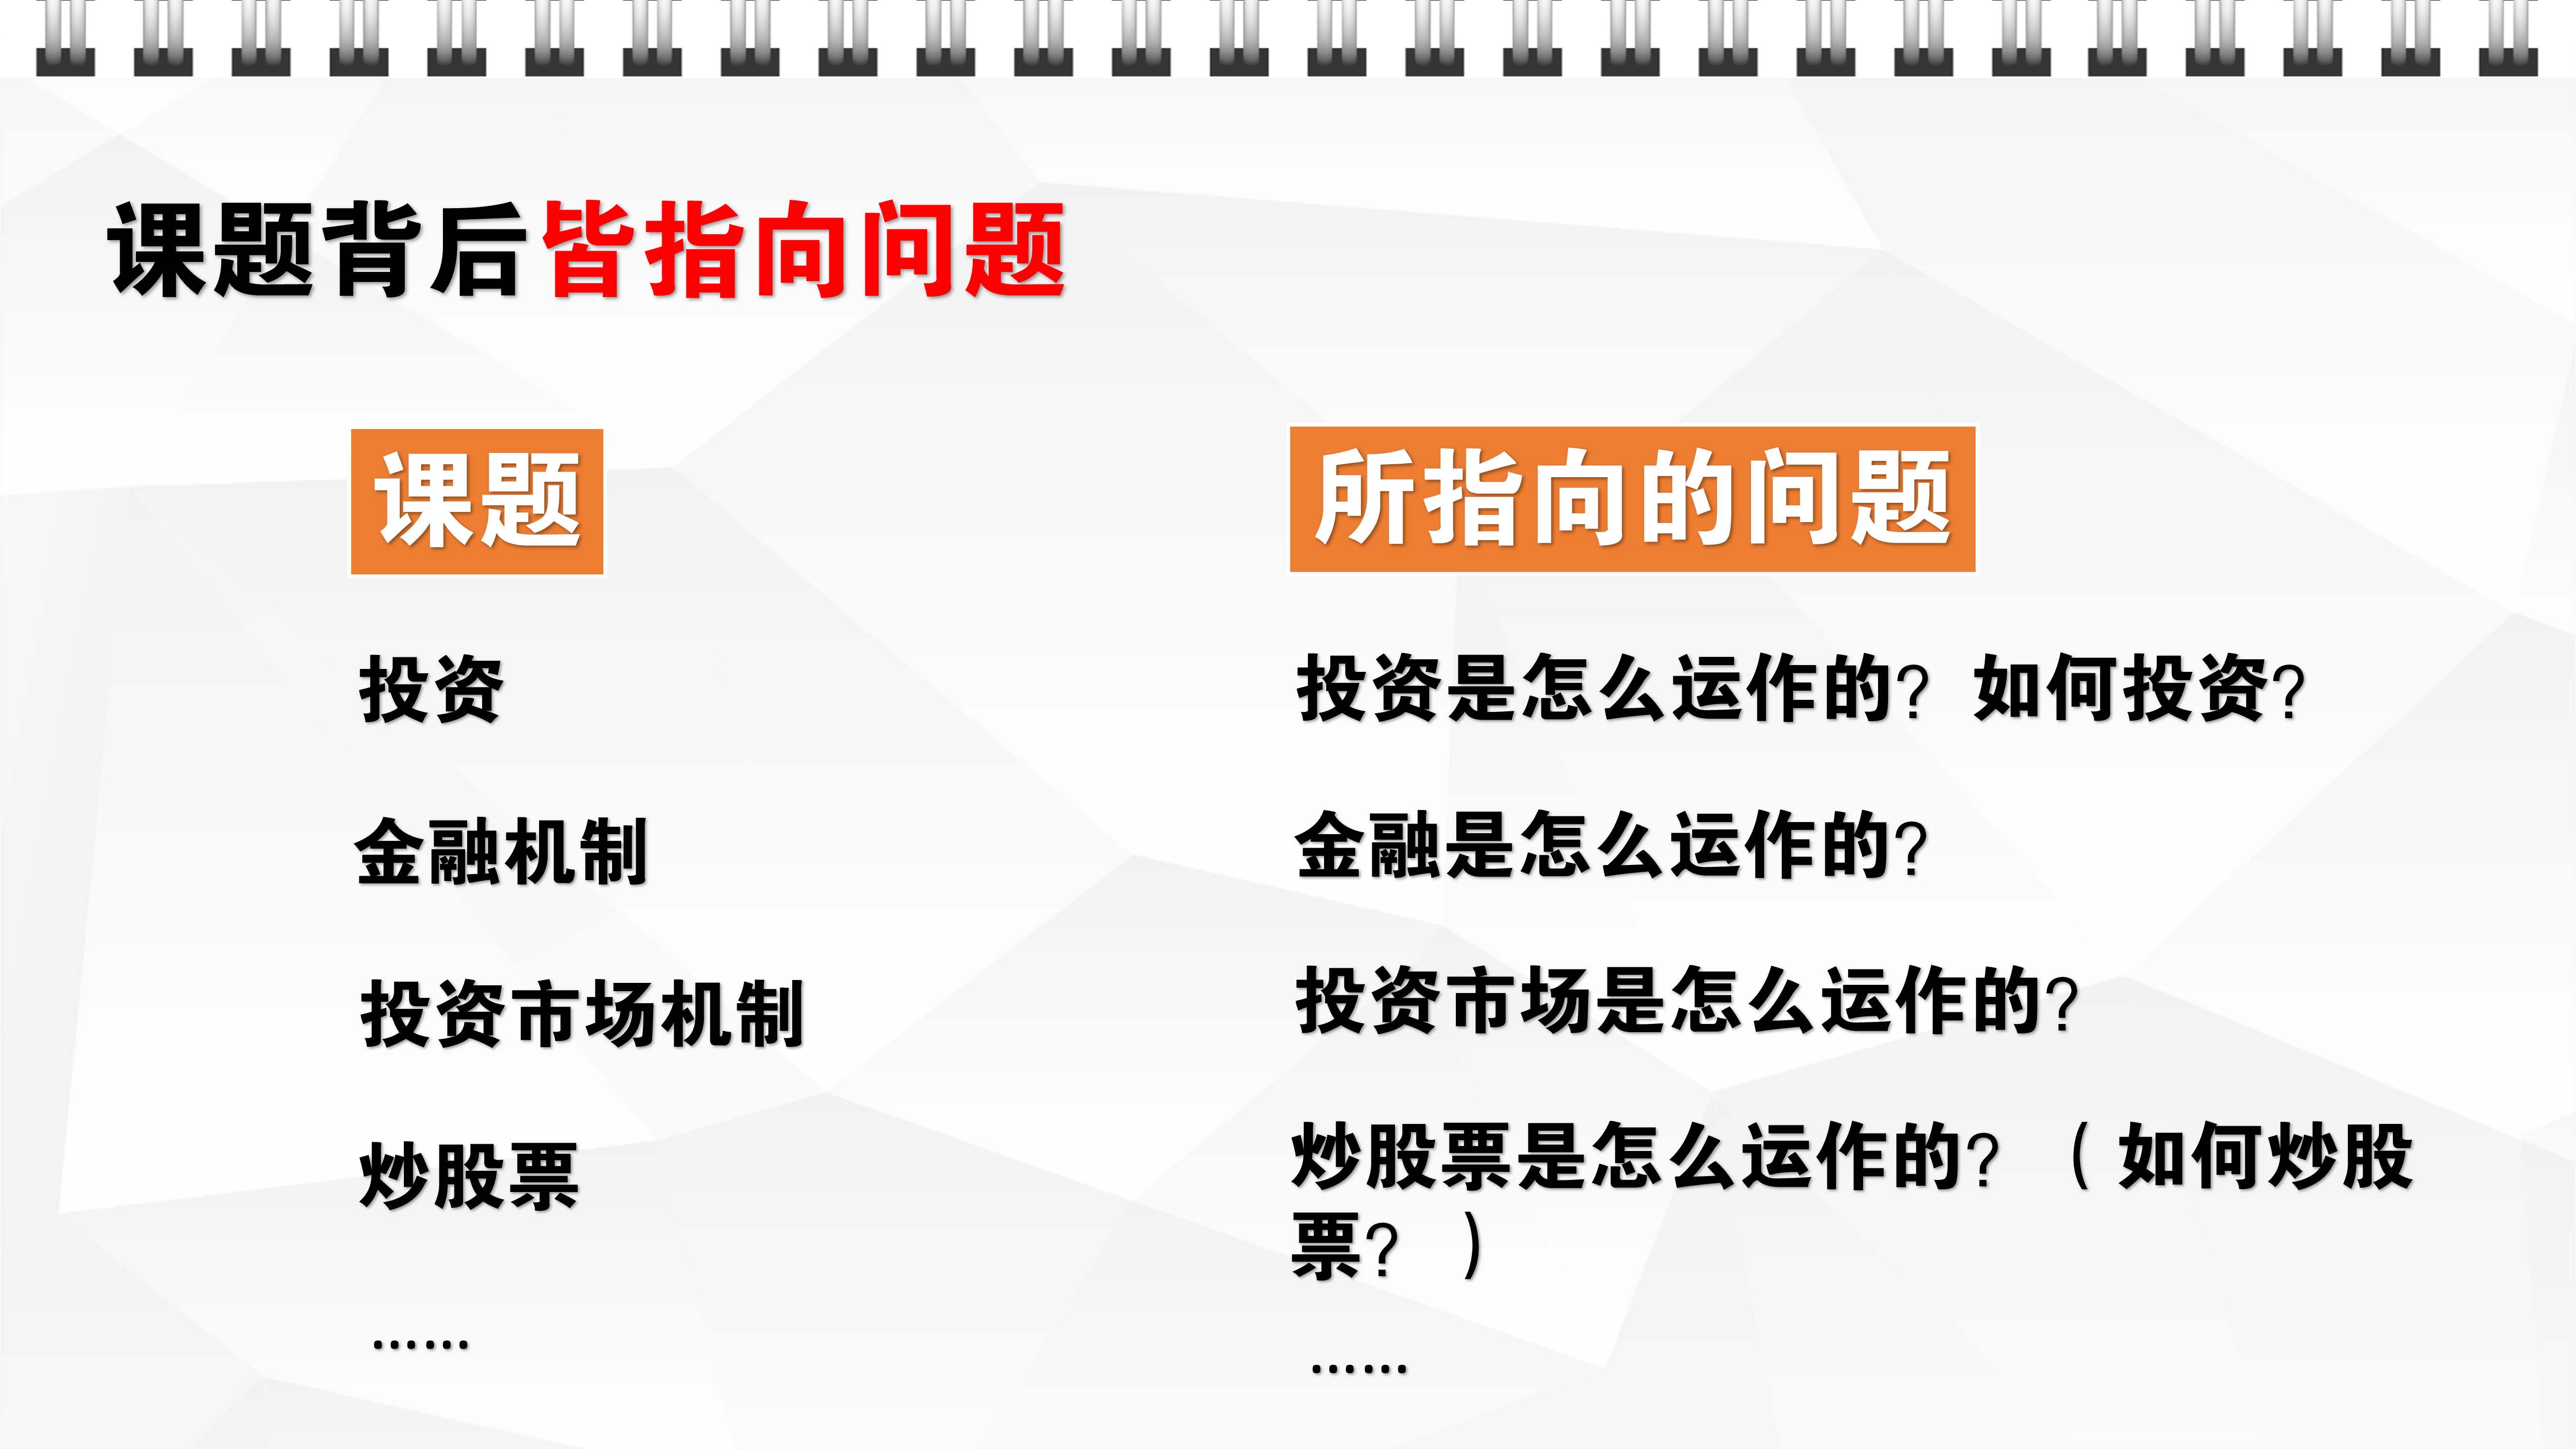 课题背后皆指向问题
课题
所指向的问题
投资
投资是怎么运作的？如何投资？
金融机制
金融是怎么运作的？
投资市场机制
投资市场是怎么运作的？
炒股票
炒股票是怎么运作的？（如何炒股
票？）
……
……